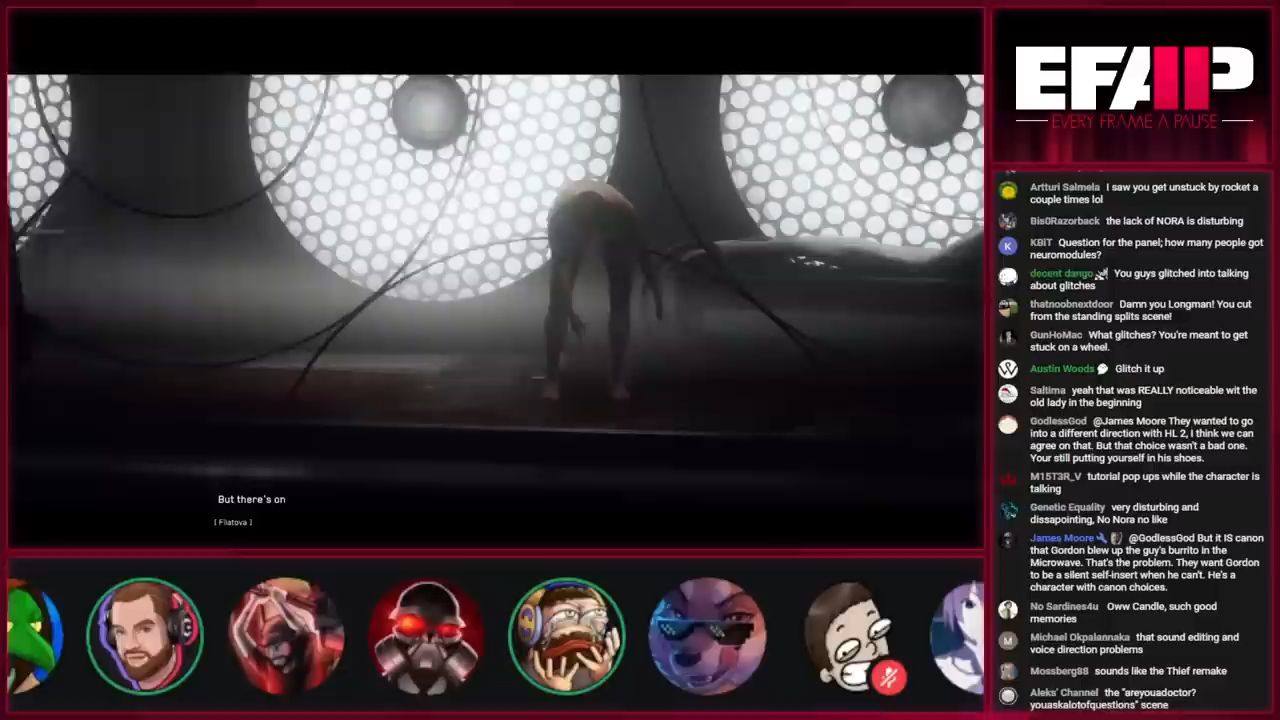 EFAP
EVERY FRAME A PAUSE
Artturi Salmela I saw you get unstuck by rocket a
couple times lol
Bis0Razorback the lack of NORA is disturbing
KBiT Question for the panel; how many people got
neuromodules?
decent dango You guys glitched into talking
about glitches
thatnoobnextdoor Damn you Longman! You cut
from the standing splits scene!
GunHoMac What glitches? You're meant to get
stuck on a wheel.
Austin Woods Glitch it up
Saltima yeah that was REALLY noticeable wit the
old lady in the beginning
GodlessGod @James Moore They wanted to go
into a different direction with HL 2, I think we can
agree on that. But that choice wasn't a bad one.
Your still putting yourself in his shoes.
M15T3R_V tutorial pop ups while the character is
talking
Genetic Equality very disturbing and
dissapointing, No Nora no like
James Moore @GodlessGod But it IS canon
that Gordon blew up the guy's burrito in the
Microwave. That's the problem. They want Gordon
to be a silent self-insert when he can't. He's a
character with canon choices.
No Sardines4u Oww Candle, such good
memories
Michael Okpalannaka that sound editing and
voice direction problems
Mossberg88 sounds like the Thief remake
Aleks' Channel the "areyouadoctor?
youaskalotofquestions" scene
But there's on
[ Filatova ]
K
M